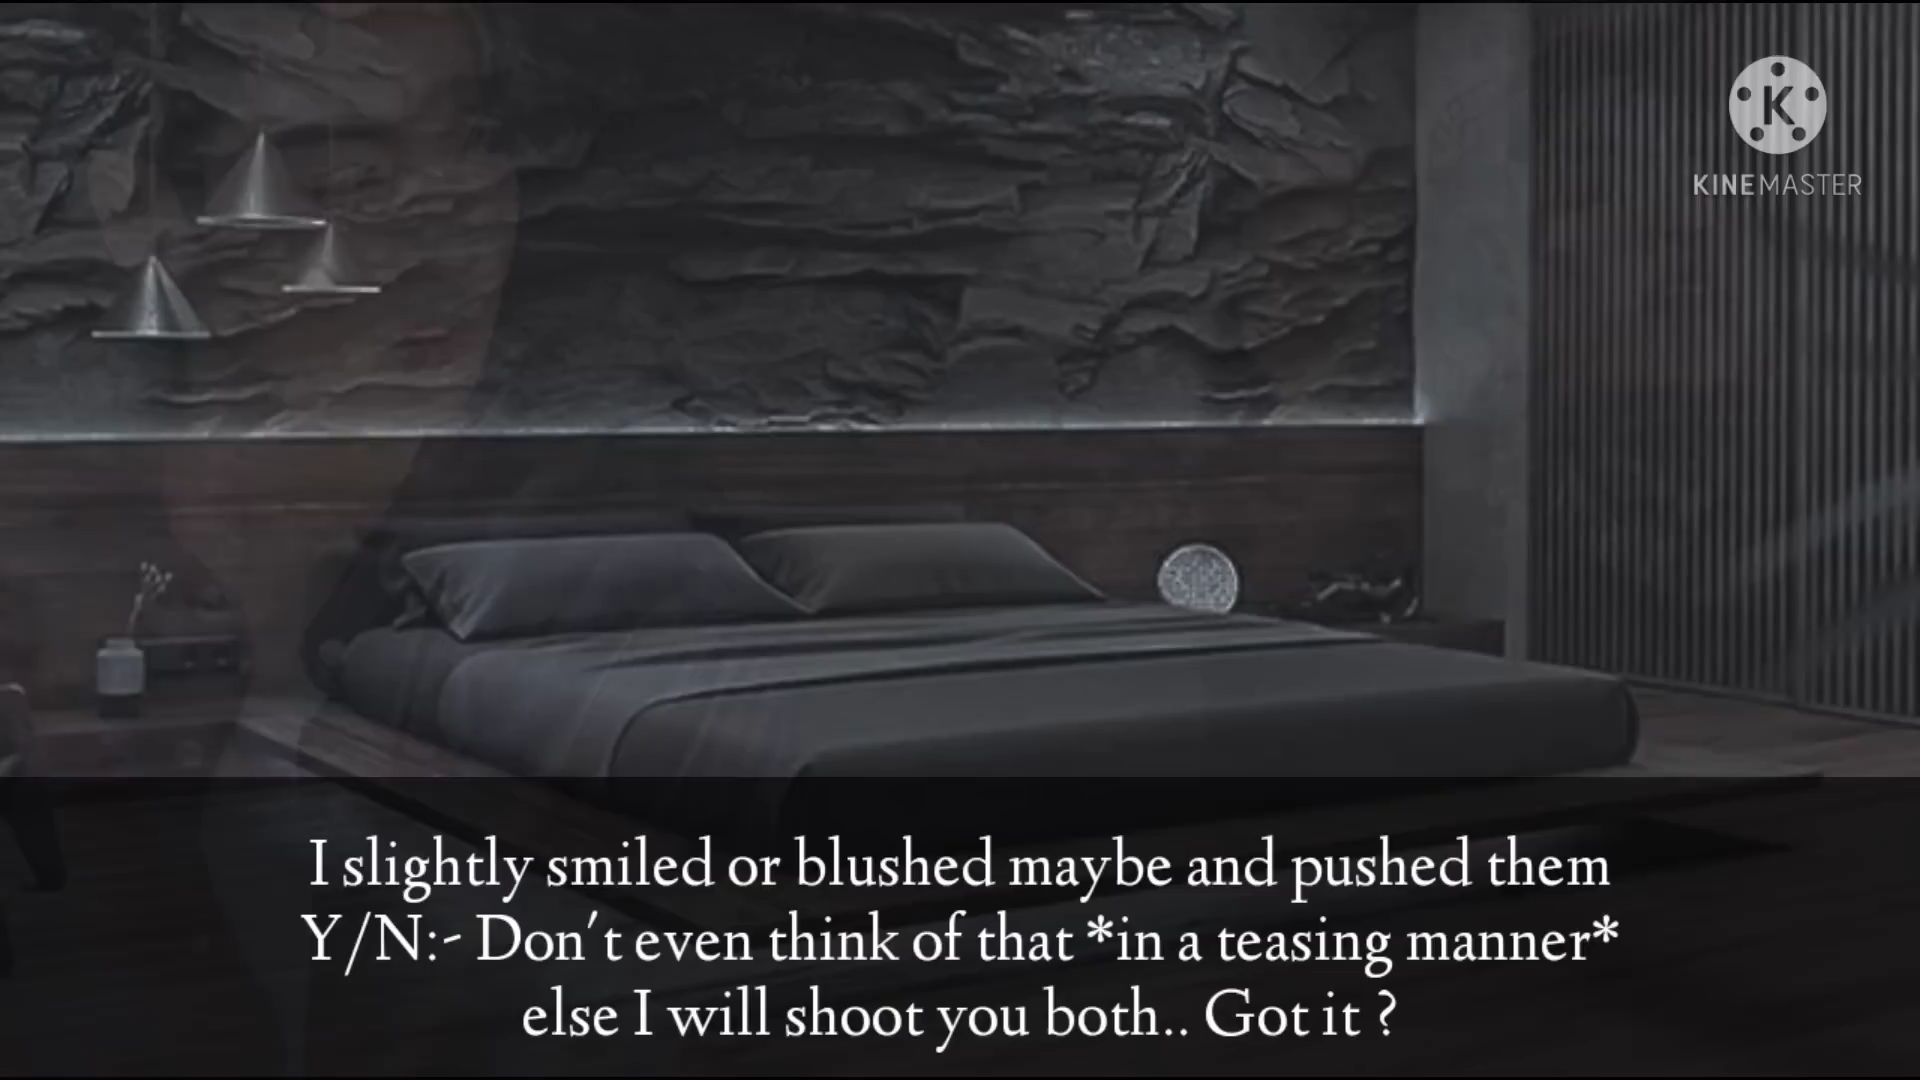 K
KINEMASTER
I slightly smiled or blushed maybe and pushed them
Y/N:- Don't even think of that *in a teasing manner*
else I will shoot you both.. Got it ?